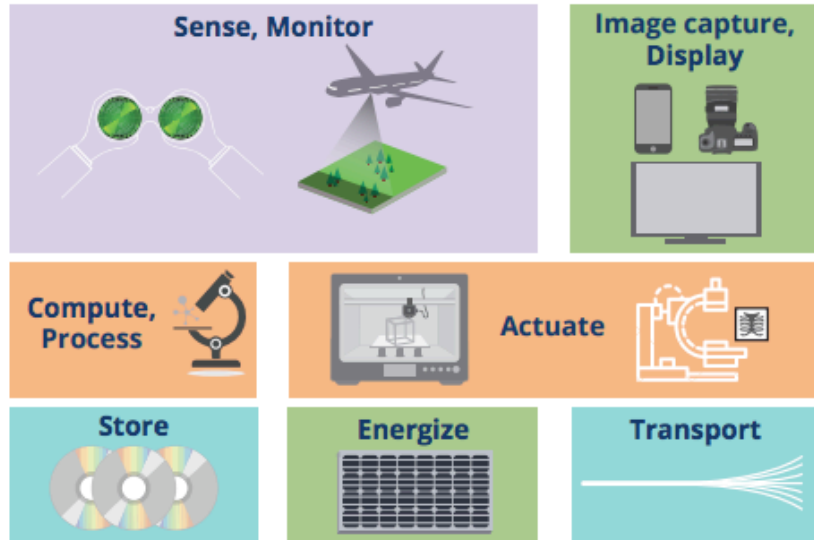 Sense, Monitor
Image capture,
Display
Compute,
Process
Actuate
Store
Energize
Transport